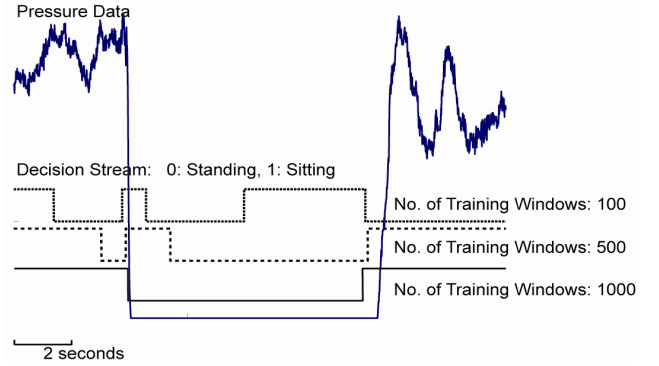 Pressure Data
Decision Stream: 0: Standing, 1: Sitting
No. of Training Windows: 100
No. of Training Windows: 500
No. of Training Windows: 1000
2 seconds